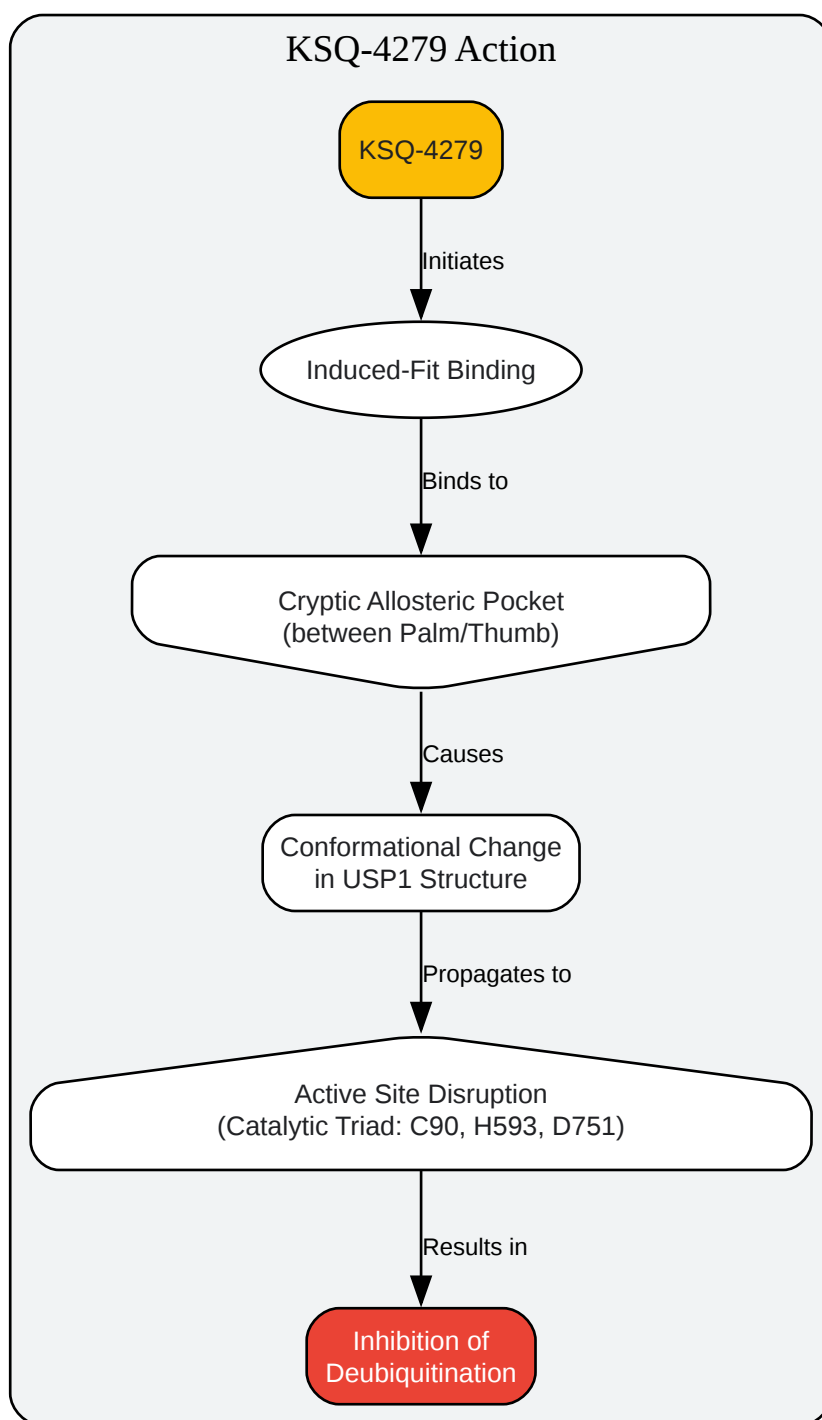 KSQ-4279 Action
KSQ-4279
Initiates
Induced-Fit Binding
Binds to
Cryptic Allosteric Pocket
(between Palm/Thumb)
Causes
Conformational Change
in USP1 Structure
Propagates to
Active Site Disruption
(Catalytic Triad: C90, H593, D751)
Results in
Inhibition of
Deubiquitination